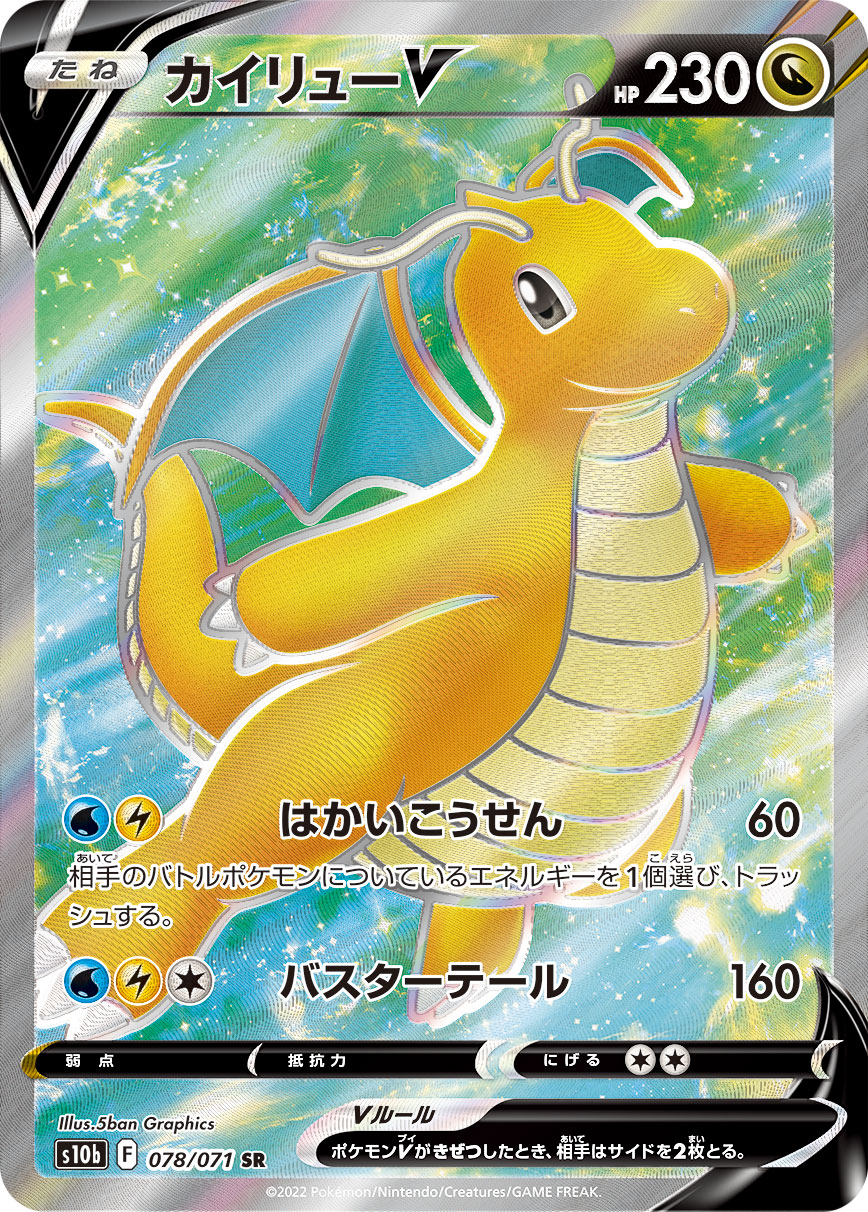 たね カイリューV HP 230
はかいこうせん 60
相手のバトルポケモンについているエネルギーを1個選び、トラッ
シュする。
バスターテール 160
弱点 抵抗力 にげる
Illus.5ban Graphics
Vルール
ポケモンVがきぜつしたとき、相手はサイドを2枚とる。
s10b F 078/071 SR
©2022 Pokémon/Nintendo/Creatures/GAME FREAK.